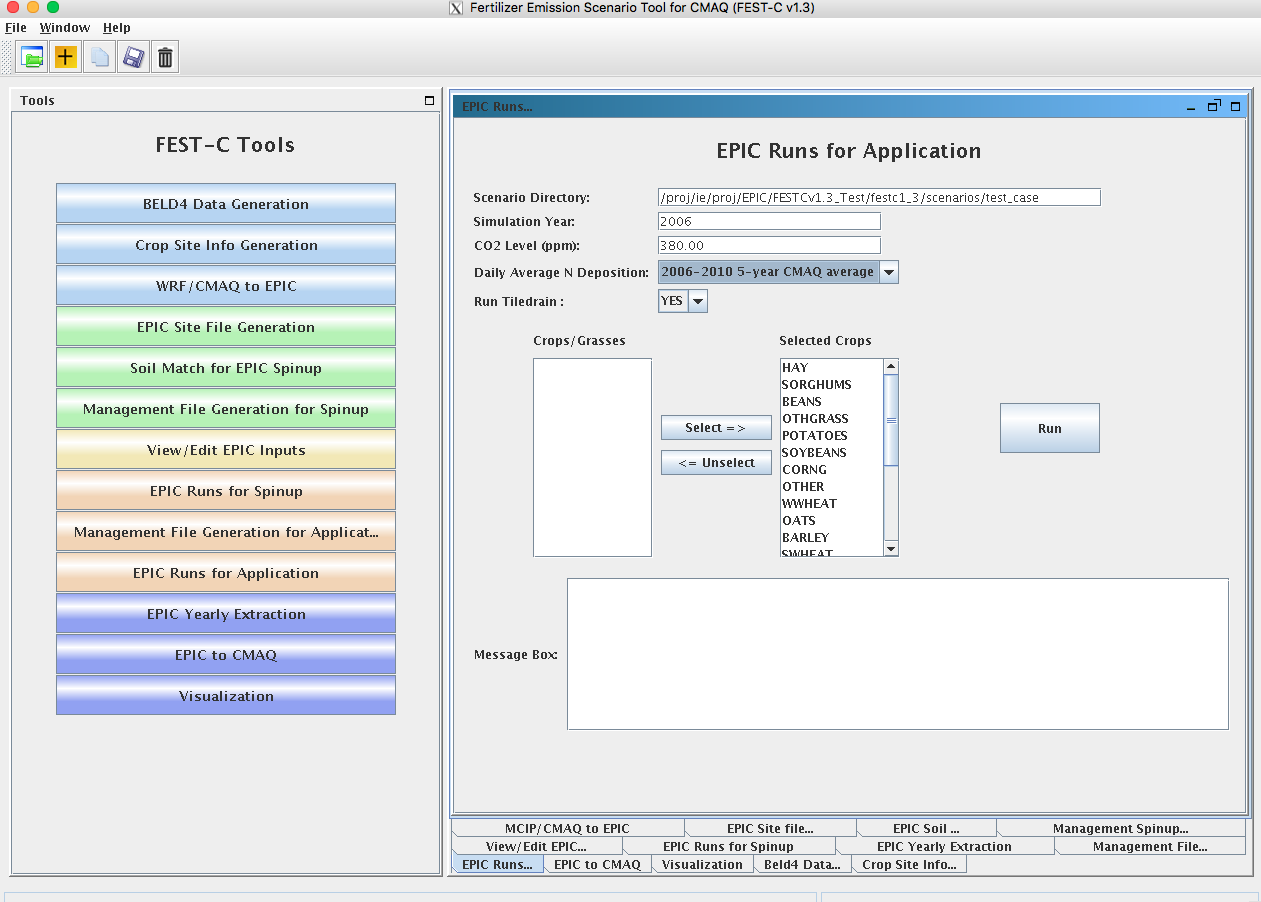 Fertilizer Emission Scenario Tool for CMAQ (FEST-C v1.3)
File Window Help
Tools
FEST-C Tools
BELD4 Data Generation
Crop Site Info Generation
WRF/CMAQ to EPIC
EPIC Site File Generation
Soil Match for EPIC Spinup
Management File Generation for Spinup
View/Edit EPIC Inputs
EPIC Runs for Spinup
Management File Generation for Applicat...
EPIC Runs for Application
EPIC Yearly Extraction
EPIC to CMAQ
Visualization
EPIC Runs...
EPIC Runs for Application
Scenario Directory: /proj/ie/proj/EPIC/FESTCv1.3_Test/festc1_3/scenarios/test_case
Simulation Year: 2006
CO2 Level (ppm): 380.00
Daily Average N Deposition: 2006-2010 5-year CMAQ average
Run Tiledrain : YES
Crops/Grasses
Selected Crops
HAY
SORGHUMS
BEANS
OTHGRASS
POTATOES
SOYBEANS
CORNG
OTHER
WWHEAT
OATS
BARLEY
SWHEAT
Select =>
<= Unselect
Run
Message Box:
MCIP/CMAQ to EPIC EPIC Site file... EPIC Soil ... Management Spinup...
View/Edit EPIC... EPIC Runs for Spinup EPIC Yearly Extraction Management File...
EPIC Runs... EPIC to CMAQ Visualization Beld4 Data... Crop Site Info...